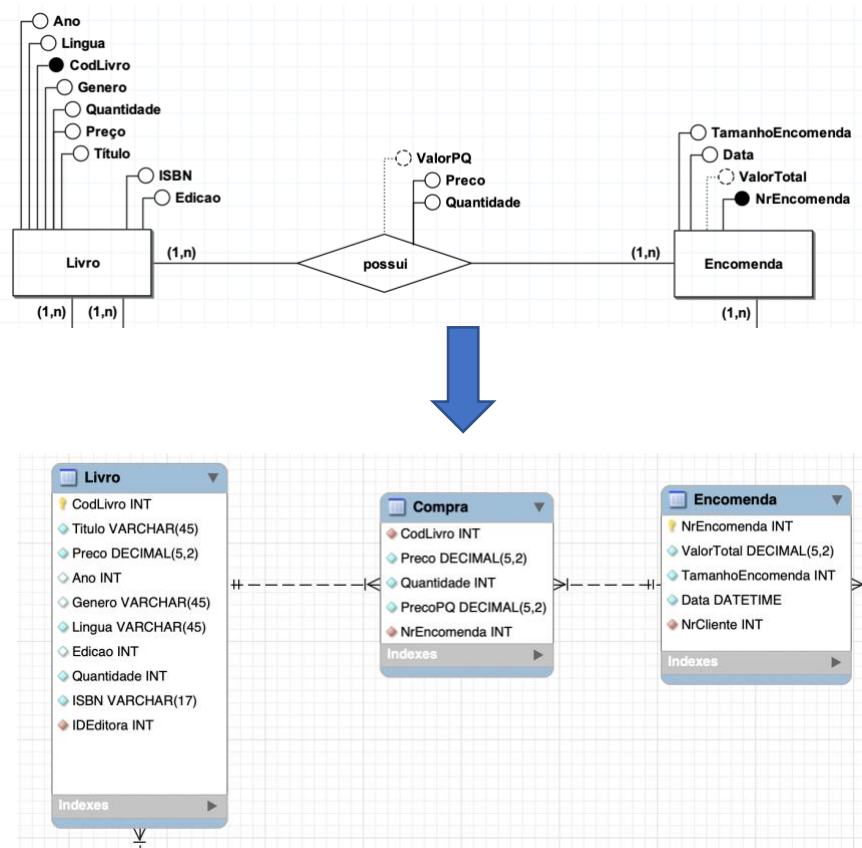 Ano
Lingua
CodLivro
Genero
Quantidade
Preço
Título
ISBN
Edicao
Livro
(1,n)
(1,n)
(1,n)
ValorPQ
Preco
Quantidade
possui
(1,n)
TamanhoEncomenda
Data
ValorTotal
NrEncomenda
Encomenda
(1,n)
Livro
CodLivro INT
Titulo VARCHAR(45)
Preco DECIMAL(5,2)
Ano INT
Genero VARCHAR(45)
Lingua VARCHAR(45)
Edicao INT
Quantidade INT
ISBN VARCHAR(17)
IDEditora INT
Indexes
Compra
CodLivro INT
Preco DECIMAL(5,2)
Quantidade INT
PrecoPQ DECIMAL(5,2)
NrEncomenda INT
Indexes
Encomenda
NrEncomenda INT
ValorTotal DECIMAL(5,2)
TamanhoEncomenda INT
Data DATETIME
NrCliente INT
Indexes